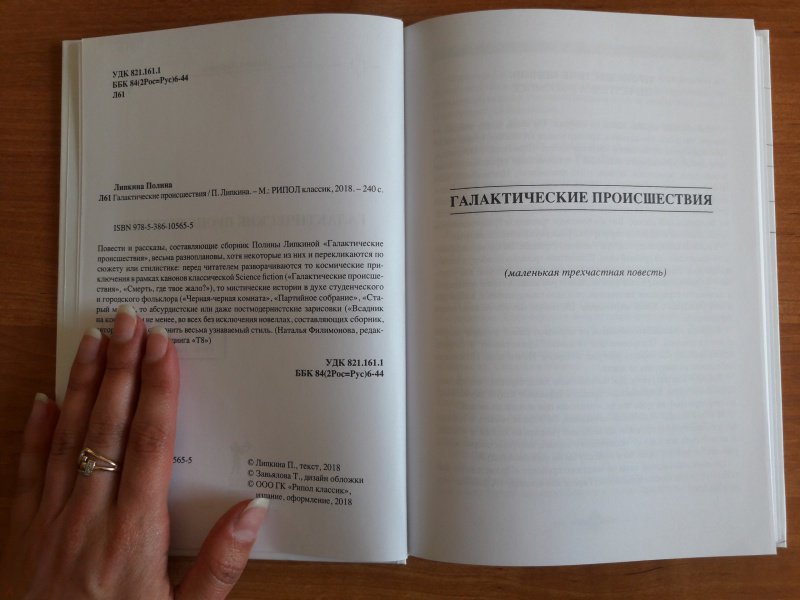 УДК 821.161.1
ББК 84(2Рос=Рус)6-44
Л61
Липкина Полина
Л61 Галактические происшествия / П. Липкина. – М.: РИПОЛ классик, 2018. – 240 с.
ISBN 978-5-386-10565-5
Повести и рассказы, составляющие сборник Полины Липкиной «Галактические
происшествия», весьма разноплановы, хотя некоторые из них и перекликаются по
сюжету или стилистике: перед читателем разворачиваются то космические при-
ключения в рамках канонов классической Science fiction («Галактические происше-
ствия», «Смерть, где твое жало?»), то мистические истории в духе студенческого
и городского фольклора («Черная-черная комната», «Партийное собрание», «Ста-
рый то абсурдистские или даже постмодернистские зарисовки («Всадник
на не менее, во всех без исключения новеллах, составляющих сборник,
весьма узнаваемый стиль. (Наталья Филимонова, редак-
«Т8»)
УДК 821.161.1
ББК 84(2Рос=Рус)6-44
565-5
© Липкина П., текст, 2018
© Завьялова Т., дизайн обложки
© ООО ГК «Рипол классик»,
издание, оформление, 2018
ГАЛАКТИЧЕСКИЕ ПРОИСШЕСТВИЯ
(маленькая трехчастная повесть)